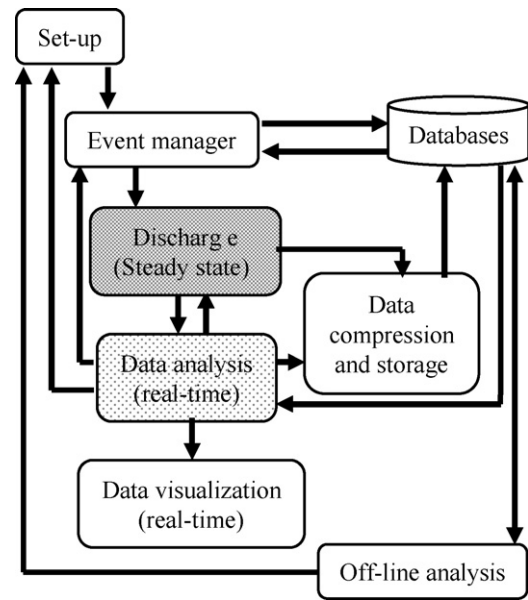 Set-up
Event manager
Databases
Discharg e
(Steady state)
Data
compression
and storage
Data analysis
(real-time)
Data visualization
(real-time)
Off-line analysis